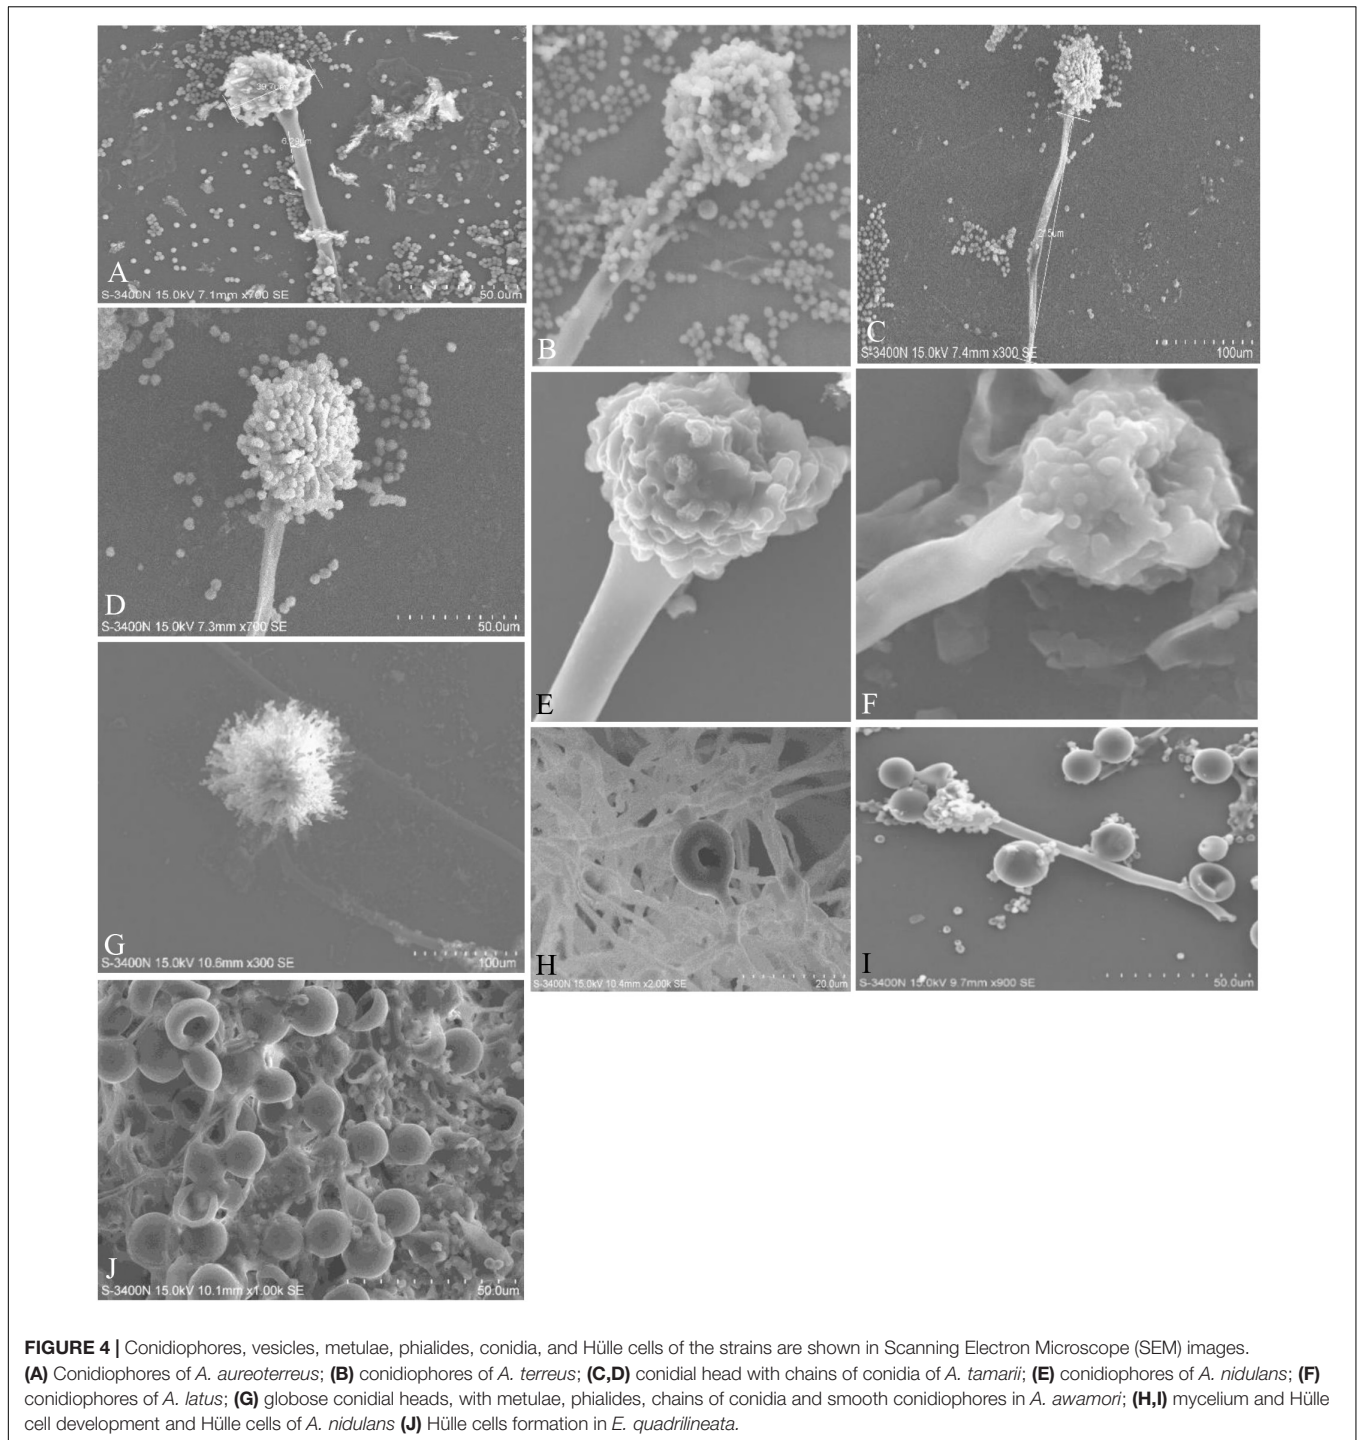 A
S-3400N 15.0kV 7.1mm x700 SE
50.0um
B
215um
C
S-3400N 15.0kV 7.4mm x300 SE
100um
D
S-3400N 15.0kV 7.3mm x700 SE
50.0um
E
F
G
S-3400N 15.0kV 10.6mm x300 SE
100um
H
S-3400N 15.0kV 10.4mm x2.00k SE
20.0um
I
S-3400N 15.0kV 9.7mm x900 SE
50.0um
J
S-3400N 15.0kV 10.1mm x1.00k SE
50.0um
FIGURE 4 | Conidiophores, vesicles, metulae, phialides, conidia, and Hülle cells of the strains are shown in Scanning Electron Microscope (SEM) images.
(A) Conidiophores of A. aureoterreus; (B) conidiophores of A. terreus; (C,D) conidial head with chains of conidia of A. tamarii; (E) conidiophores of A. nidulans; (F)
conidiophores of A. latus; (G) globose conidial heads, with metulae, phialides, chains of conidia and smooth conidiophores in A. awamori; (H,I) mycelium and Hülle
cell development and Hülle cells of A. nidulans (J) Hülle cells formation in E. quadrilineata.